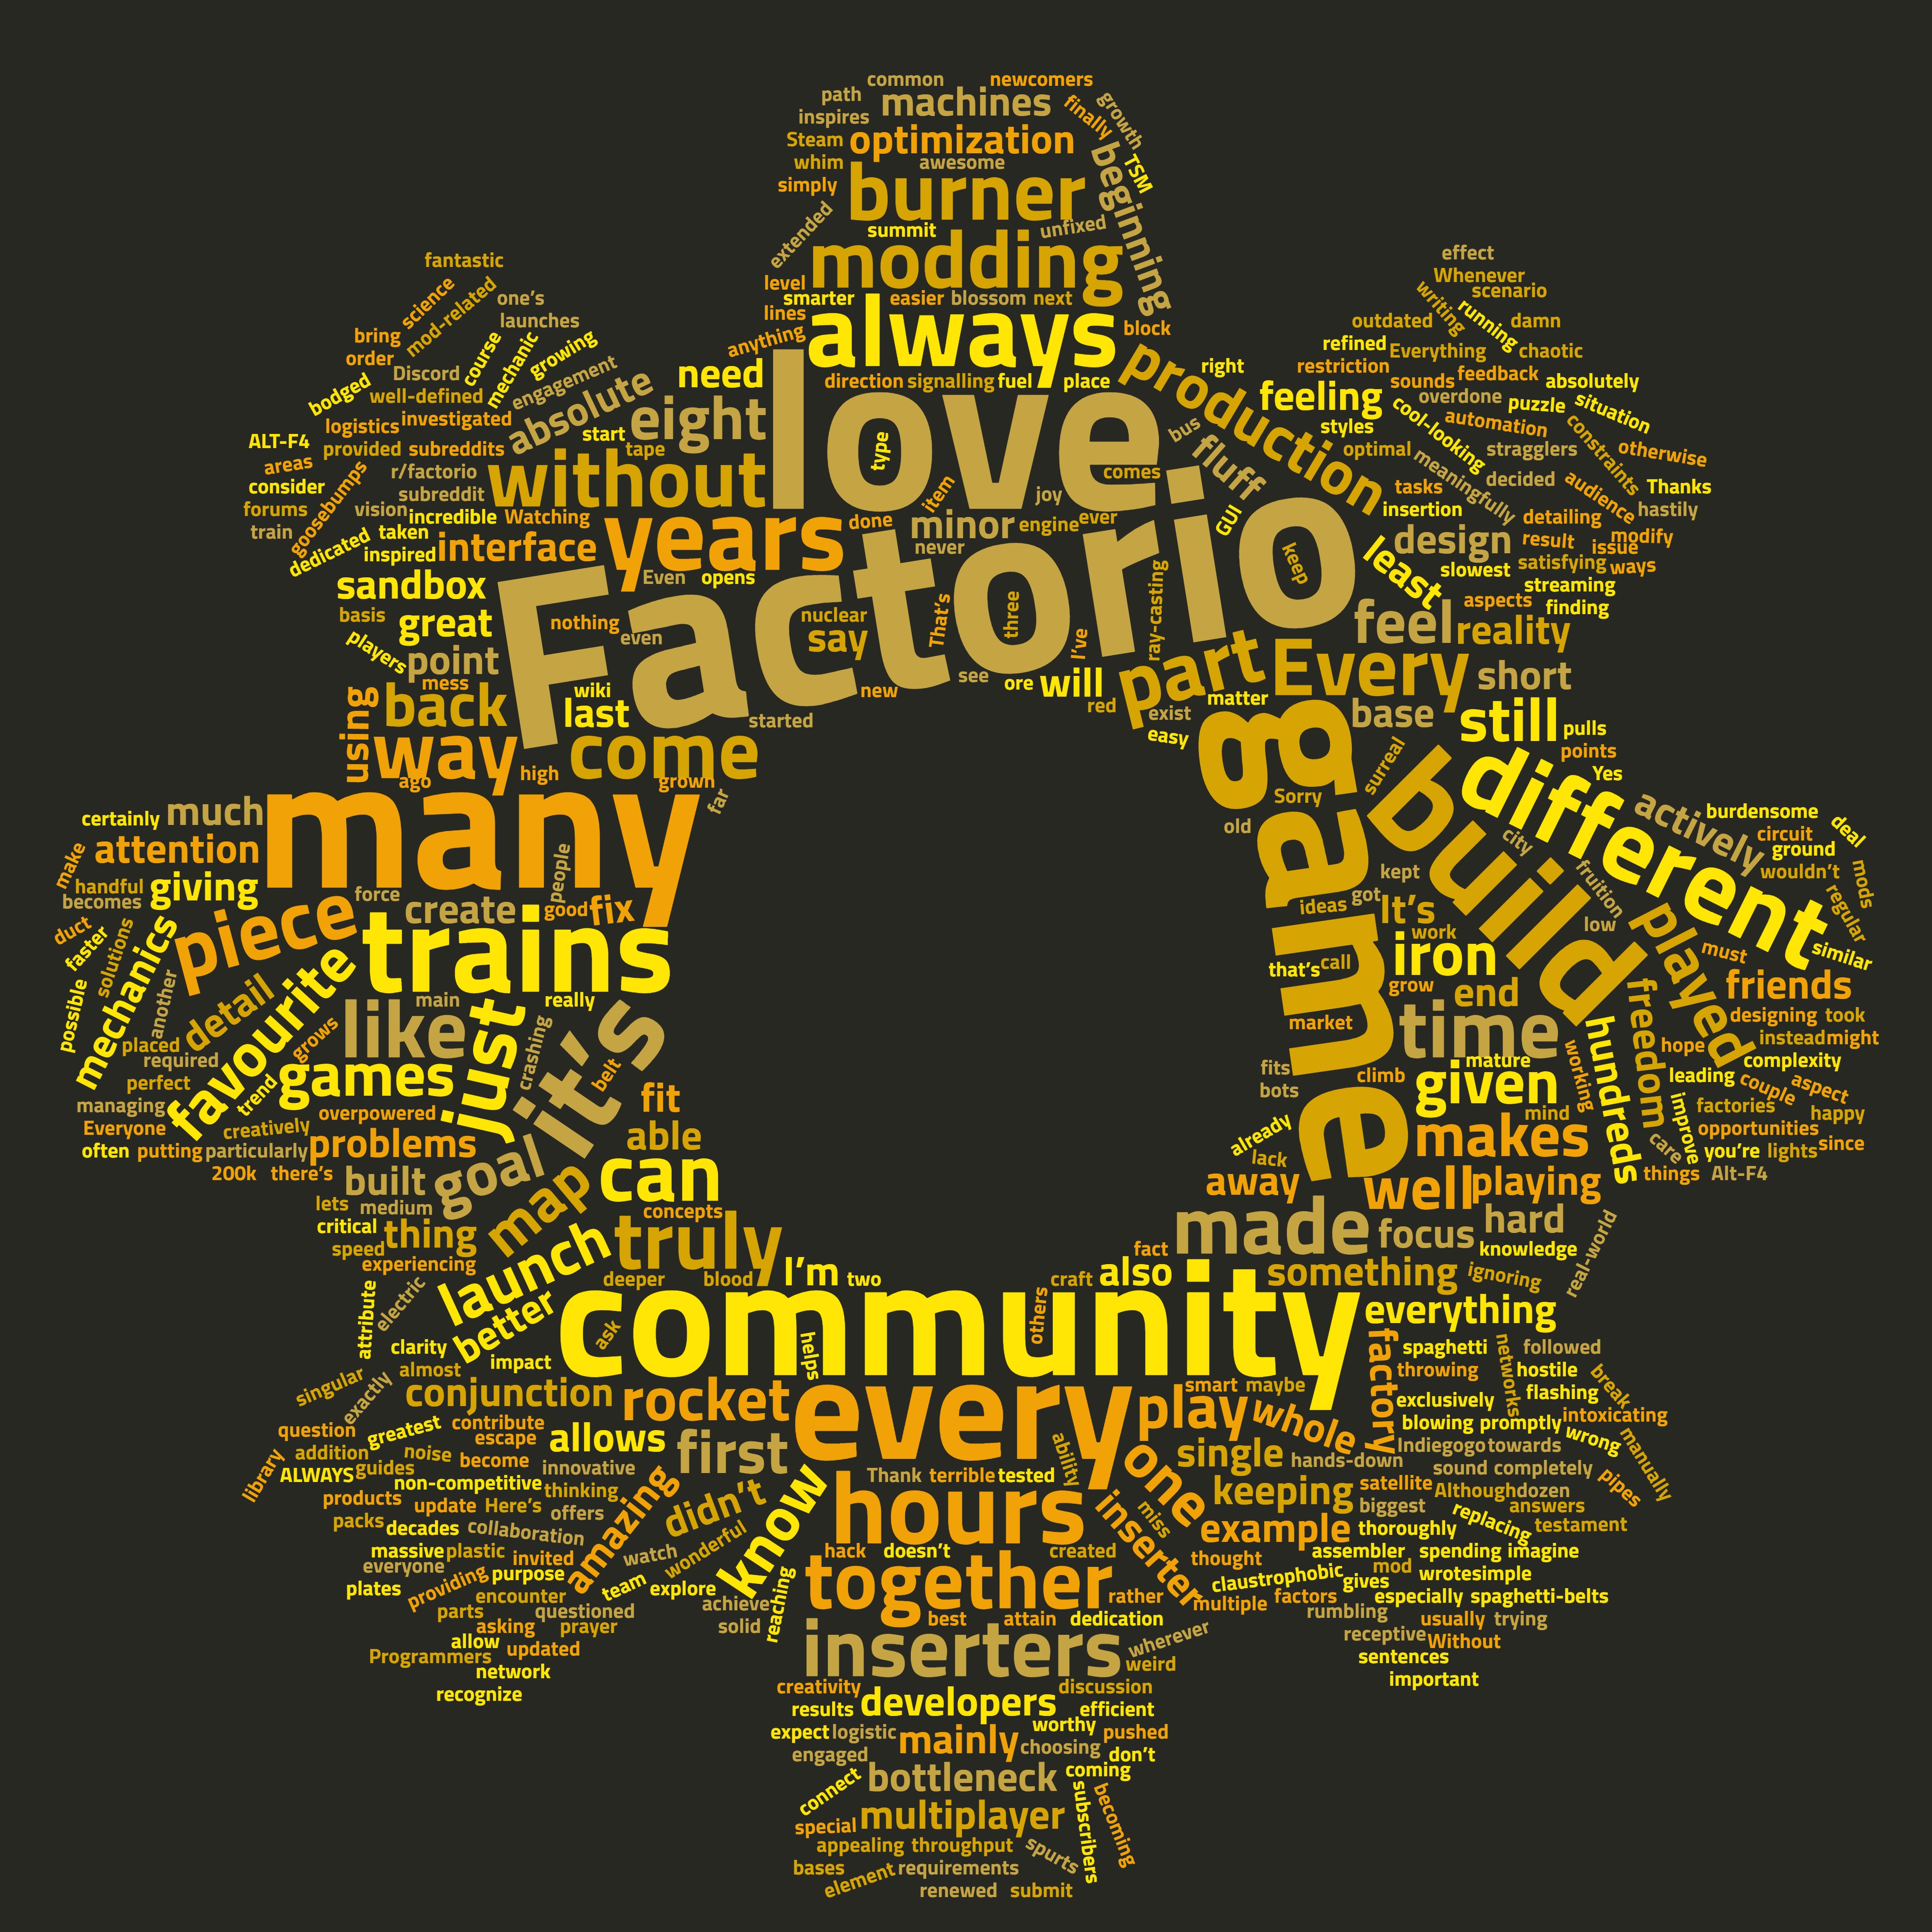 common newcomers
path machines finally growth
inspires
Steam optimization TSM
whim awesome beginning
simply burner
extended summit unfixed
modding
level smarter easier blossom next
lines always block
anything
need direction signalling fuel place production right
fantastic
science one's
mod-related launches
bring course mechanic growing
order Discord engagement
bodged well-defined absolute eight
logistics investigated start
ALT-F4 provided subreddits tape
areas r/factorio without love type bus fluff comes
consider goosebumps subreddit
forums vision incredible Watching years done item joy
train dedicated taken minor engine ever GUI
inspired interface never
effect
Whenever
writing scenario
outdated running damn
refined Everything chaotic
restriction sounds feedback absolutely
feeling overdone puzzle situation
styles cool-looking automation constraints
optimal meaningfully stragglers otherwise
tasks decided audience Thanks
insertion detailing hastily
design result issue modify
least slowest satisfying ways
streaming
aspects finding
feel reality
sandbox Even opens Factorio keep
basis great nothing even nuclear three ray-casting
players point say That's I've
mess wiki see ore will part Every short
using back last new red matter base still pulls
started exist points
way come easy surreal Yes
ago high grown far
certainly much many game build different actively burdensome
make attention Sorry city circuit deal
handful giving people old ground
becomes force kept fruition wouldn't mods
duct piece create good fix ideas got It's played regular
faster solutions trains work low similar
mechanics favourite that's call iron must
possible another detail main really grow end friends
placed like just it's crashing market time freedom designing took
required grows belt hundreds hope instead might
perfect trend games fits mature working complexity
managing overpowered fit bots climb given leading couple aspect
Everyone creatively mind improve factories happy
often putting particularly problems able already makes care opportunities
200k there's goal lack you're lights since
built can away well playing things Alt-F4
lets medium map
critical thing concepts made focus hard
speed truly fact knowledge real-world
experiencing launch deeper blood I'm two craft also something ignoring
attribute electric community others everything
clarity better ask helps factory spaghetti networks followed
almost impact throwing hostile break
singular exactly conjunction rocket every smart maybe exclusively flashing
question greatest contribute play whole blowing promptly intoxicating
addition escape allows Indiegogo towards wrong
library noise become first ability one single hands-down manually
ALWAYS guides innovative sound completely pipes
non-competitive thinking Thank terrible tested keeping satellite Although dozen
products update Here's offers amazing didn't know hours miss biggest answers
packs decades collaboration inserter example thoroughly replacing testament
massive plastic invited watch wonderful hack doesn't created thought assembler spending imagine
everyone mod wrote simple
plates providing purpose team explore together claustrophobic gives especially spaghetti-belts
encounter achieve reaching rather multiple factors
parts questioned best attain dedication rumbling usually trying
asking prayer solid receptive
allow inserters wherever Without
Programmers updated sentences
network weird important
recognize creativity discussion
results developers efficient
expect logistic mainly worthy pushed
engaged choosing don't
connect bottleneck coming
subscribers becoming
special multiplayer
appealing throughput spurts
bases element requirements
renewed submit